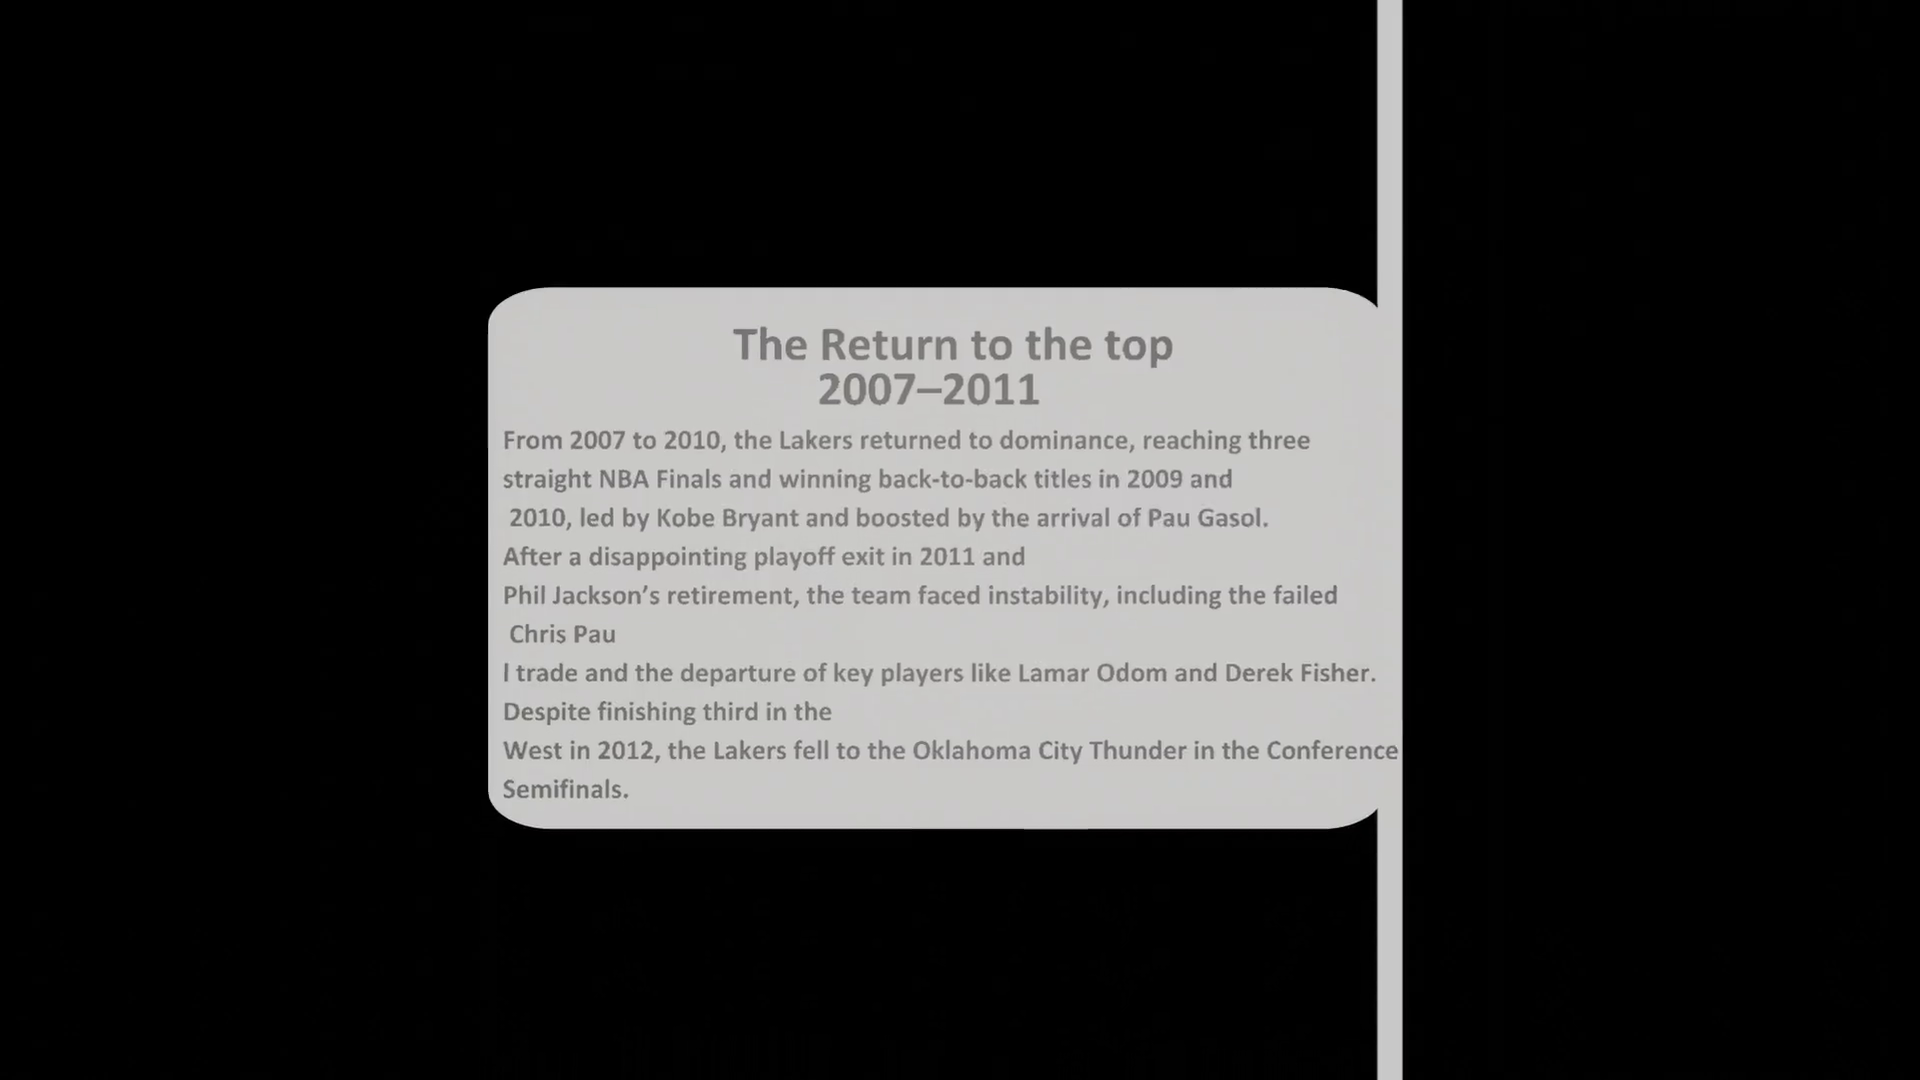 The Return to the top
2007–2011
From 2007 to 2010, the Lakers returned to dominance, reaching three
straight NBA Finals and winning back-to-back titles in 2009 and
2010, led by Kobe Bryant and boosted by the arrival of Pau Gasol.
After a disappointing playoff exit in 2011 and
Phil Jackson’s retirement, the team faced instability, including the failed
Chris Pau
l trade and the departure of key players like Lamar Odom and Derek Fisher.
Despite finishing third in the
West in 2012, the Lakers fell to the Oklahoma City Thunder in the Conference
Semifinals.